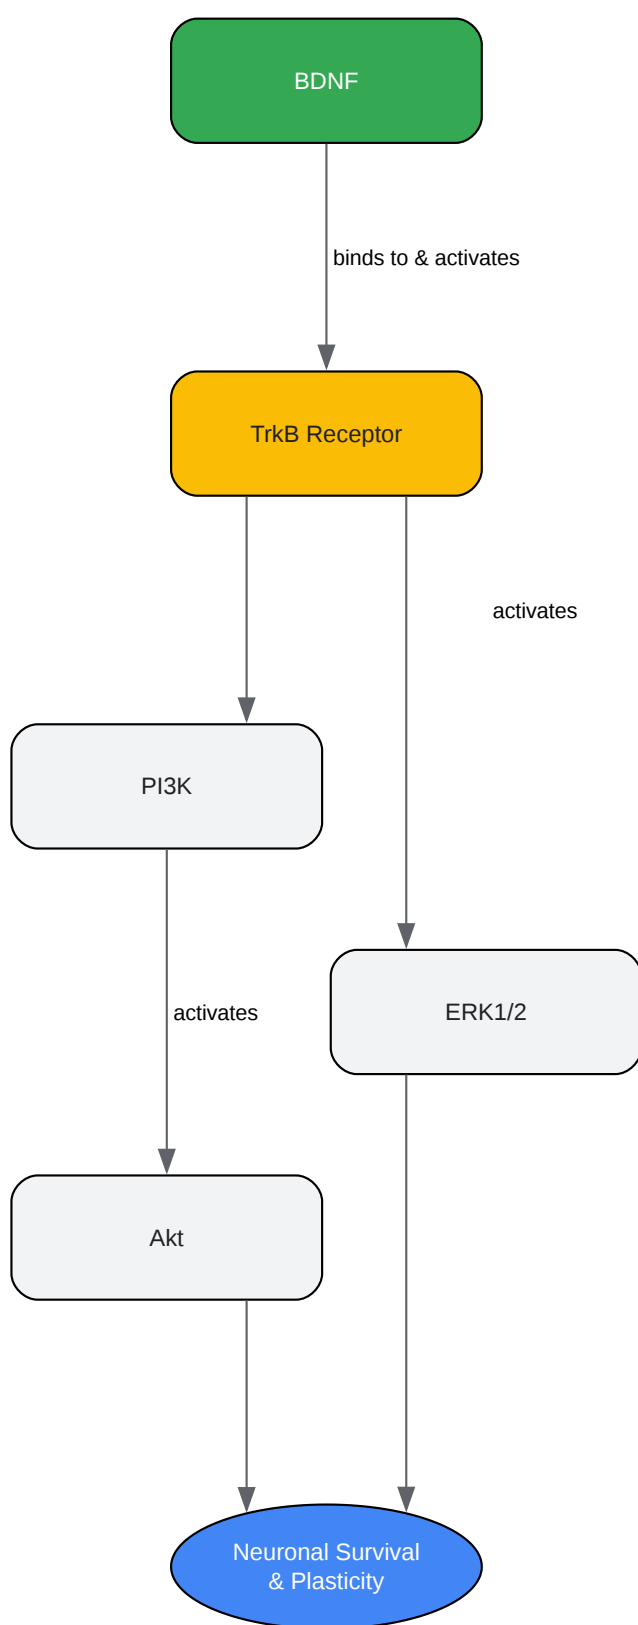 BDNF
binds to & activates
TrkB Receptor
activates
PI3K
activates
ERK1/2
Akt
Neuronal Survival
& Plasticity